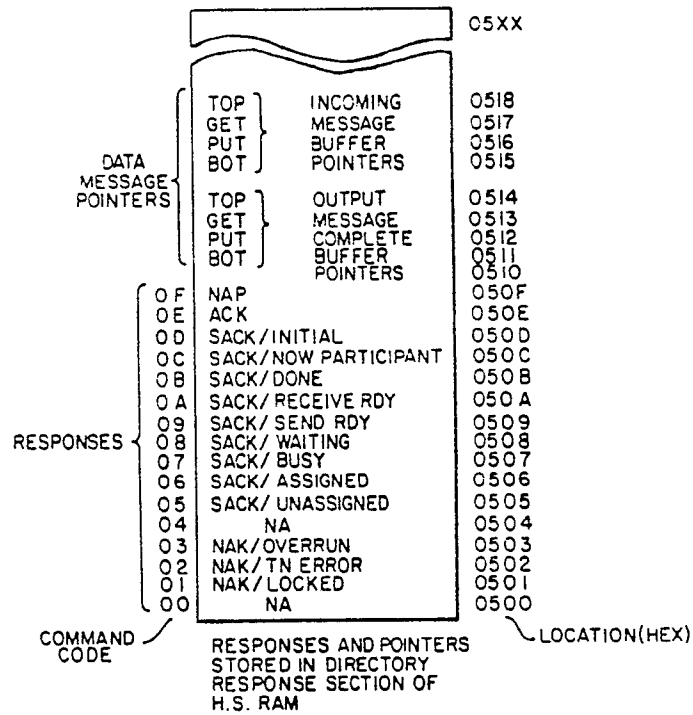 05XX
TOP INCOMING 0518
GET MESSAGE 0517
PUT BUFFER 0516
BOT POINTERS 0515
DATA
MESSAGE
POINTERS
TOP OUTPUT 0514
GET MESSAGE 0513
PUT COMPLETE 0512
BOT BUFFER 0511
POINTERS 0510
0F NAP 050F
0E ACK 050E
0D SACK/INITIAL 050D
0C SACK/NOW PARTICIPANT 050C
0B SACK/DONE 050B
0A SACK/RECEIVE RDY 050A
09 SACK/SEND RDY 0509
RESPONSES
08 SACK/WAITING 0508
07 SACK/BUSY 0507
06 SACK/ASSIGNED 0506
05 SACK/UNASSIGNED 0505
04 NA 0504
03 NAK/OVERRUN 0503
02 NAK/TN ERROR 0502
01 NAK/LOCKED 0501
00 NA 0500
COMMAND
CODE
LOCATION(HEX)
RESPONSES AND POINTERS
STORED IN DIRECTORY
RESPONSE SECTION OF
H.S. RAM